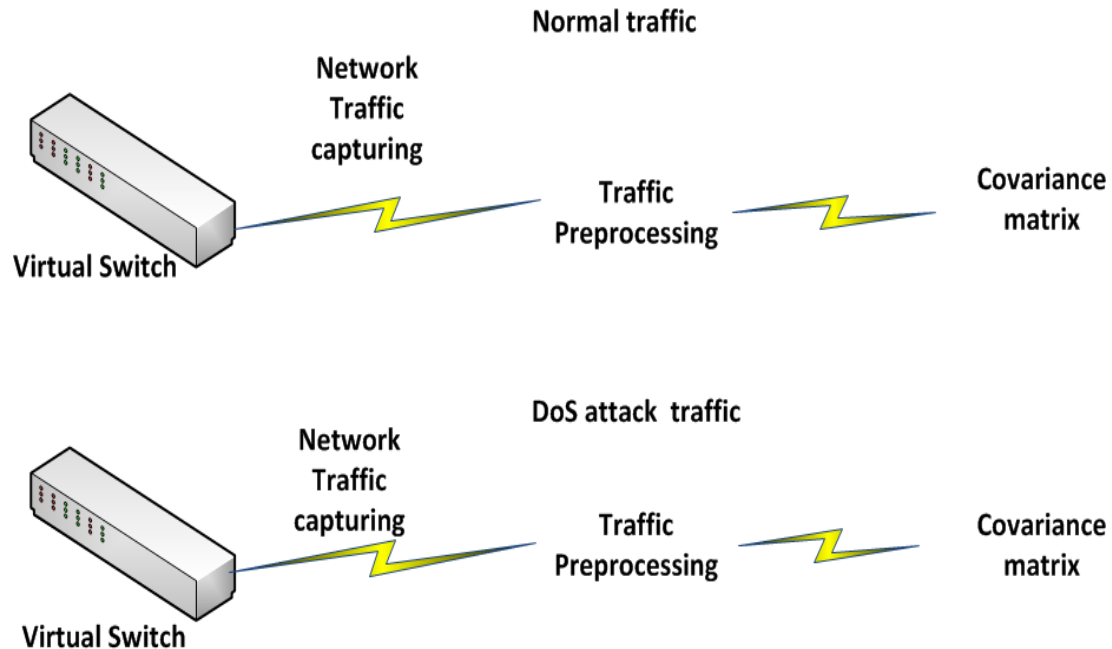 Normal traffic
Network
Traffic
capturing
Traffic
Preprocessing
Covariance
matrix
Virtual Switch
DoS attack traffic
Network
Traffic
capturing
Traffic
Preprocessing
Covariance
matrix
Virtual Switch